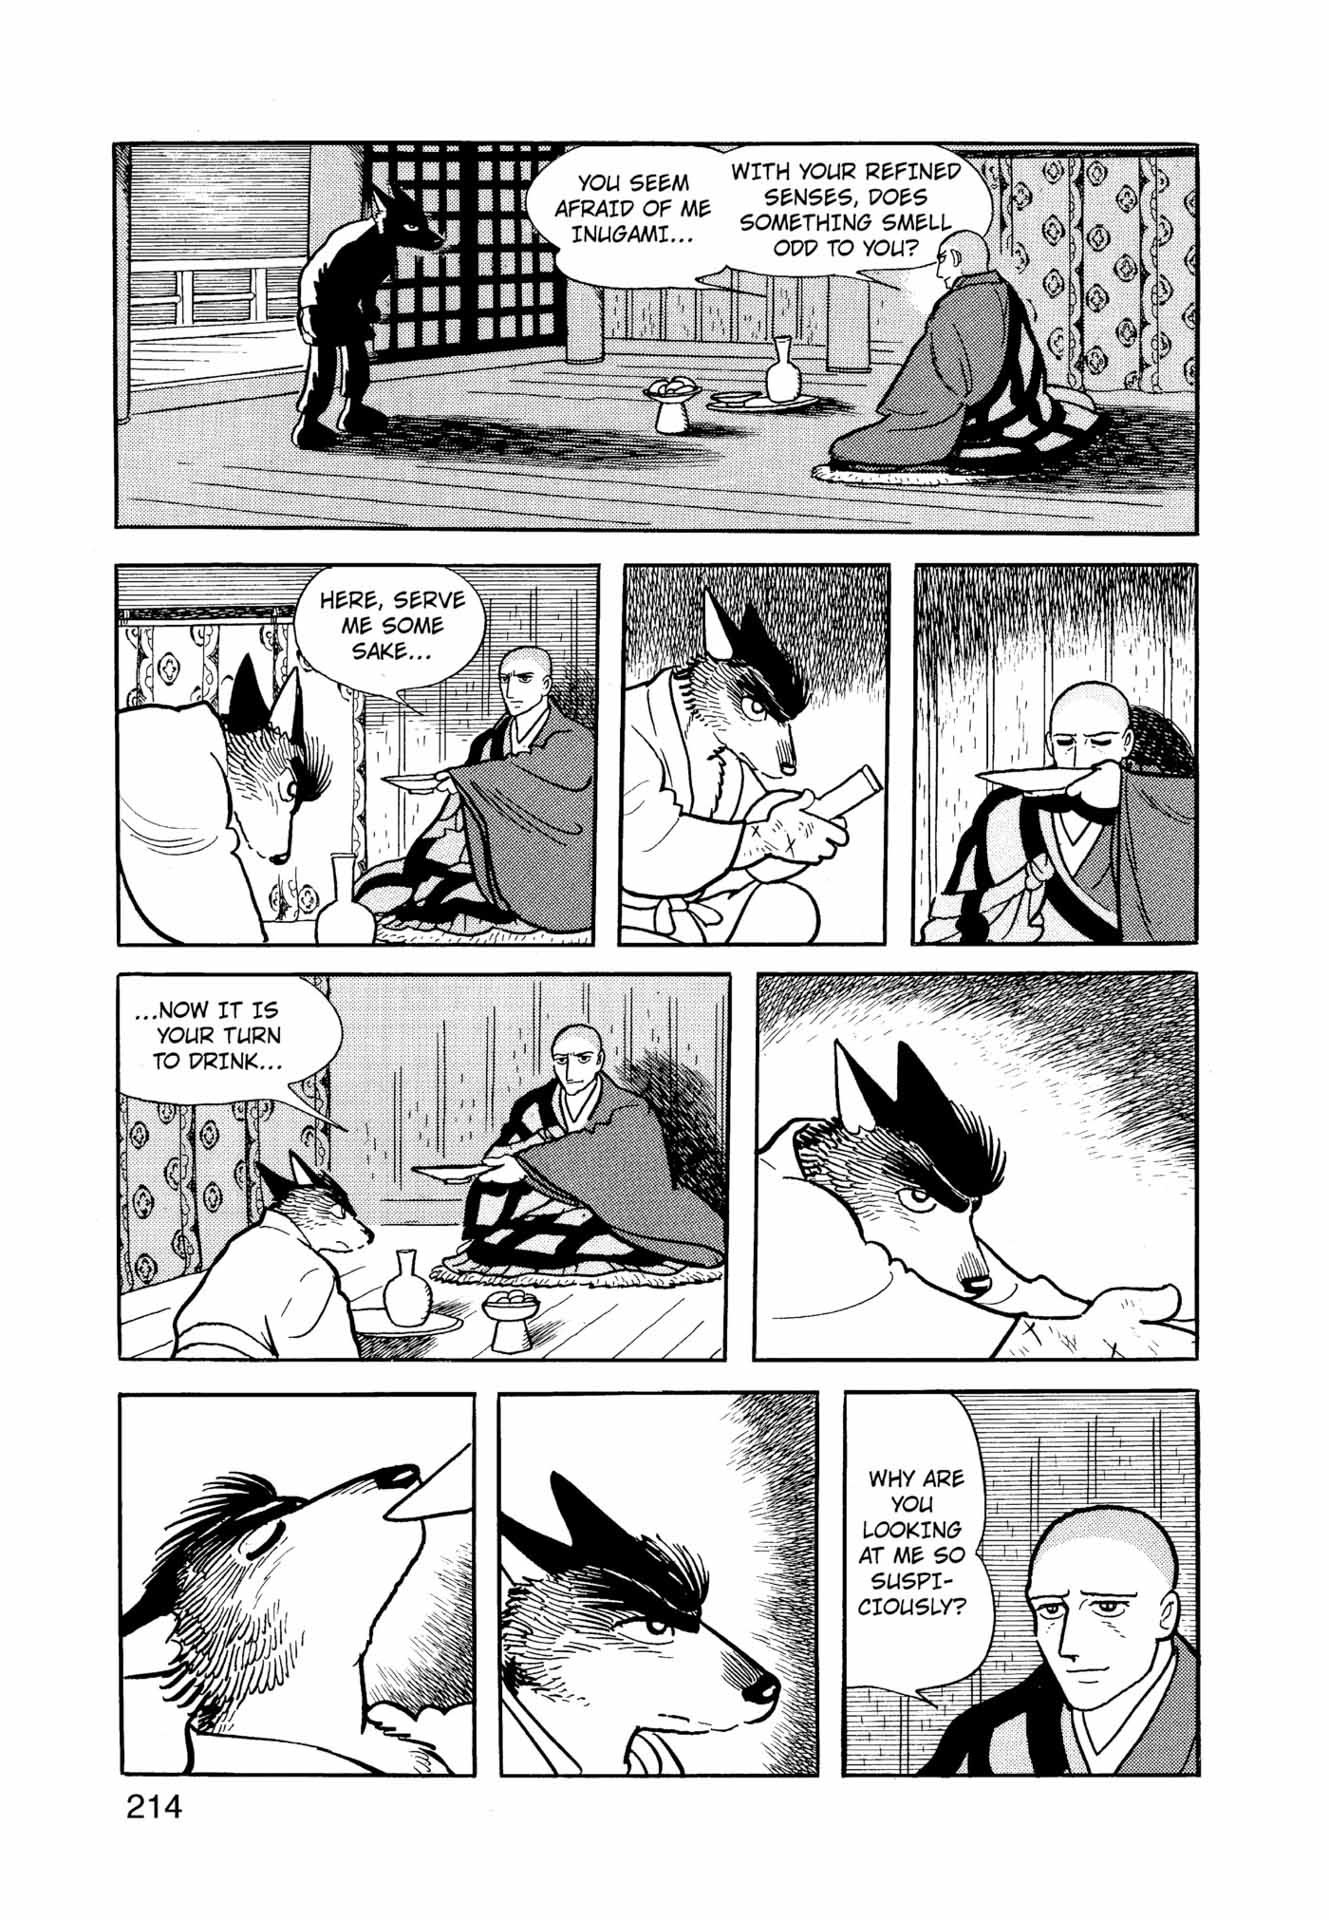 YOU SEEM
AFRAID OF ME
INUGAMI...
WITH YOUR REFINED
SENSES, DOES
SOMETHING SMELL
ODD TO YOU?
HERE, SERVE
ME SOME
SAKE...
...NOW IT IS
YOUR TURN
TO DRINK...
WHY ARE
YOU
LOOKING
AT ME SO
SUSPI-
CIOUSLY?
214